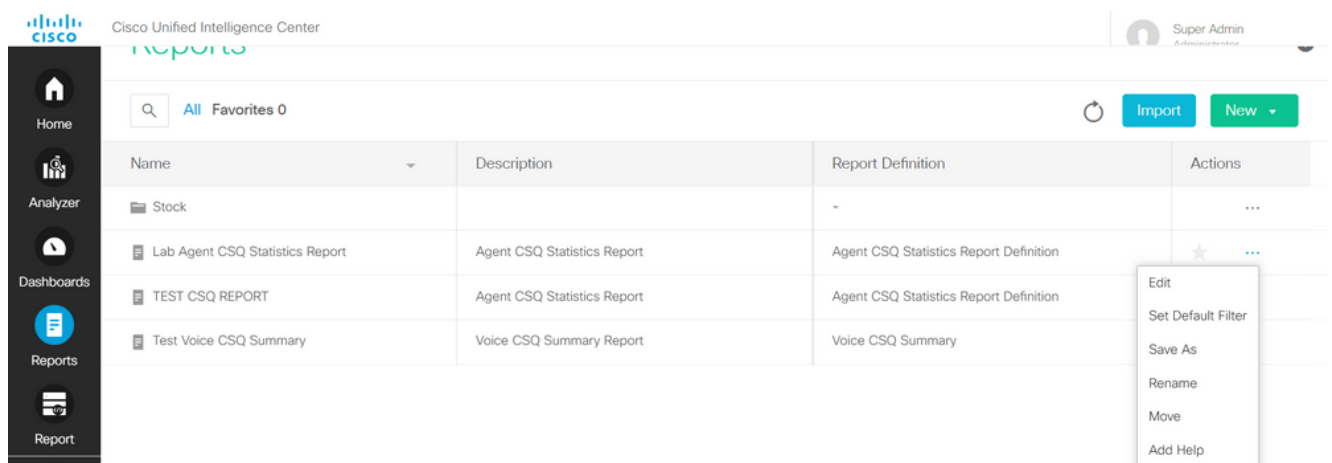 CISCO
Cisco Unified Intelligence Center
Super Admin
Administrator
Reports
Home
Analyzer
Dashboards
Reports
Report
All Favorites 0
Import
New
Name Description Report Definition Actions
Stock - ...
Lab Agent CSQ Statistics Report Agent CSQ Statistics Report Agent CSQ Statistics Report Definition ...
TEST CSQ REPORT Agent CSQ Statistics Report Agent CSQ Statistics Report Definition
Test Voice CSQ Summary Voice CSQ Summary Report Voice CSQ Summary
Edit
Set Default Filter
Save As
Rename
Move
Add Help